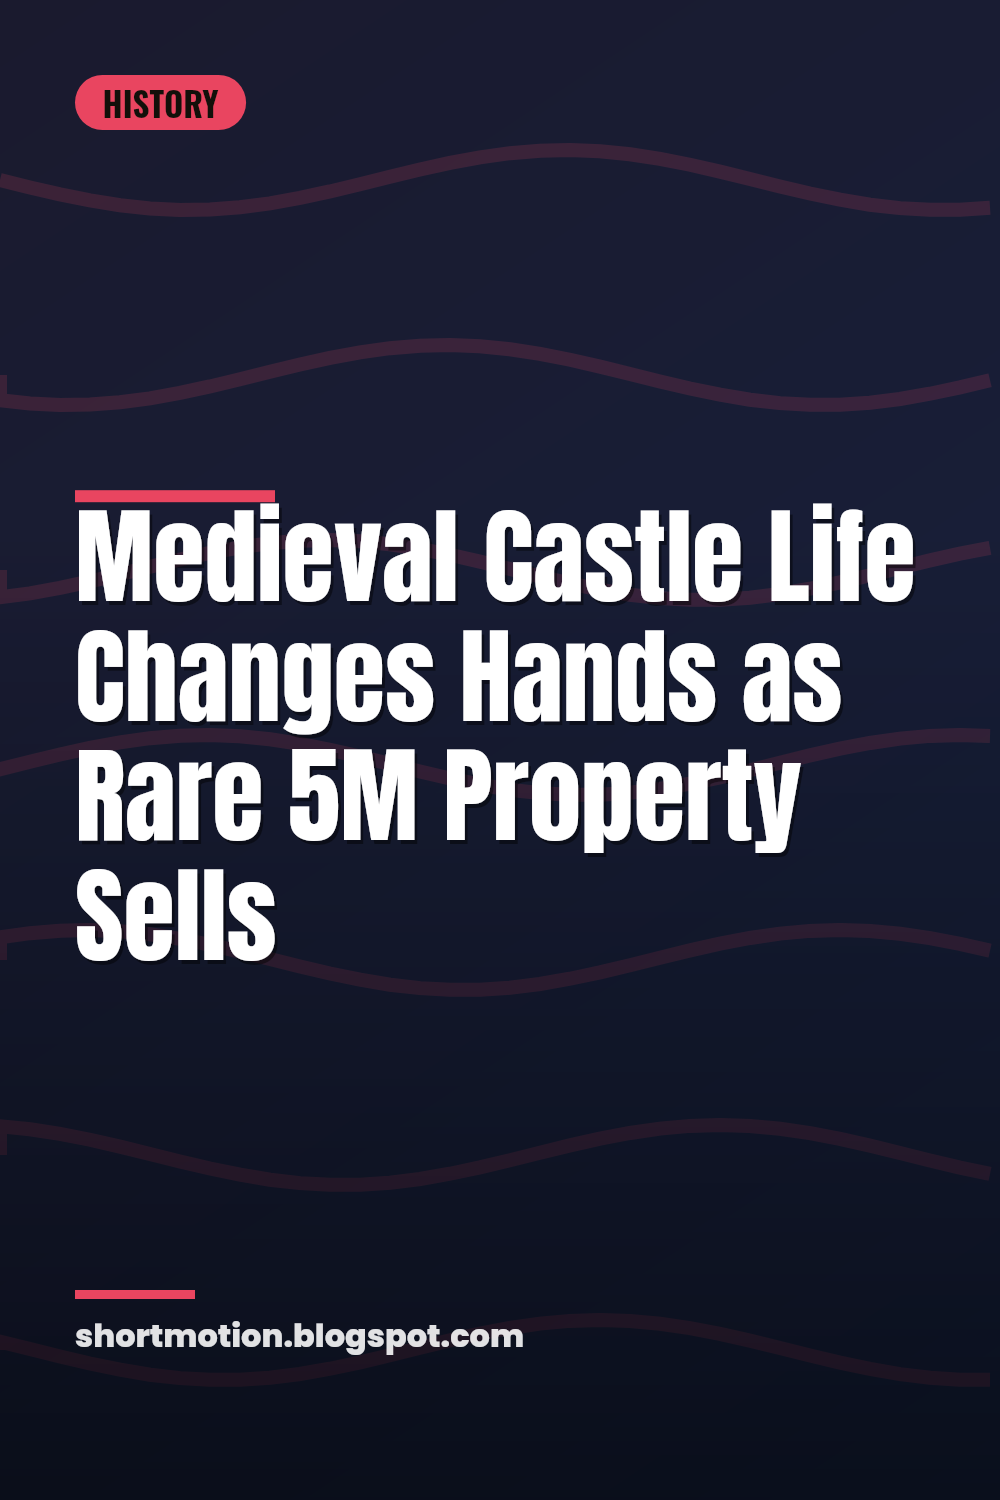 HISTORY
Medieval Castle Life
Changes Hands as
Rare 5M Property
Sells
shortmotion.blogspot.com